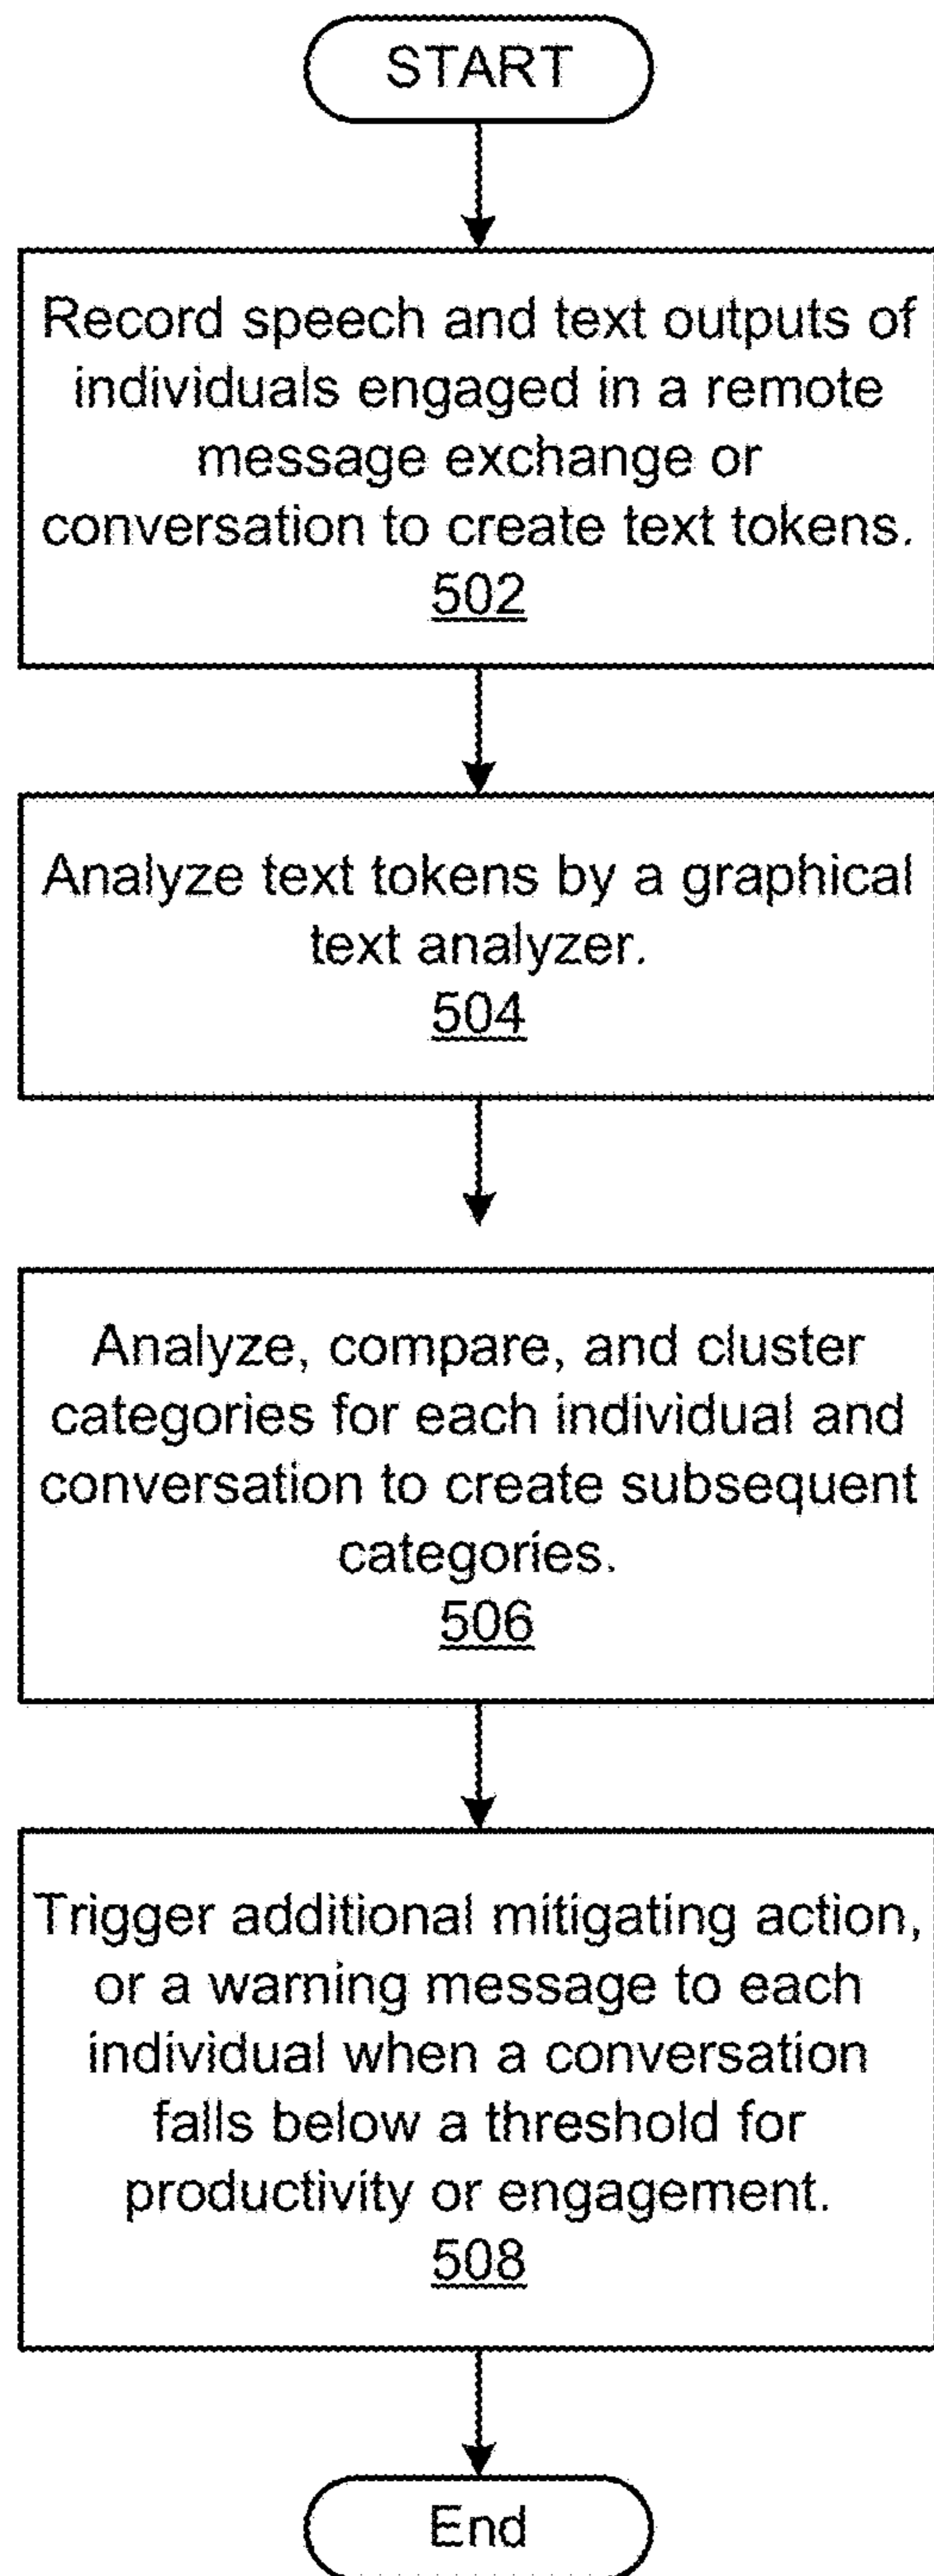 START
Record speech and text outputs of
individuals engaged in a remote
message exchange or
conversation to create text tokens.
502
Analyze text tokens by a graphical
text analyzer.
504
Analyze, compare, and cluster
categories for each individual and
conversation to create subsequent
categories.
506
Trigger additional mitigating action,
or a warning message to each
individual when a conversation
falls below a threshold for
productivity or engagement.
508
End